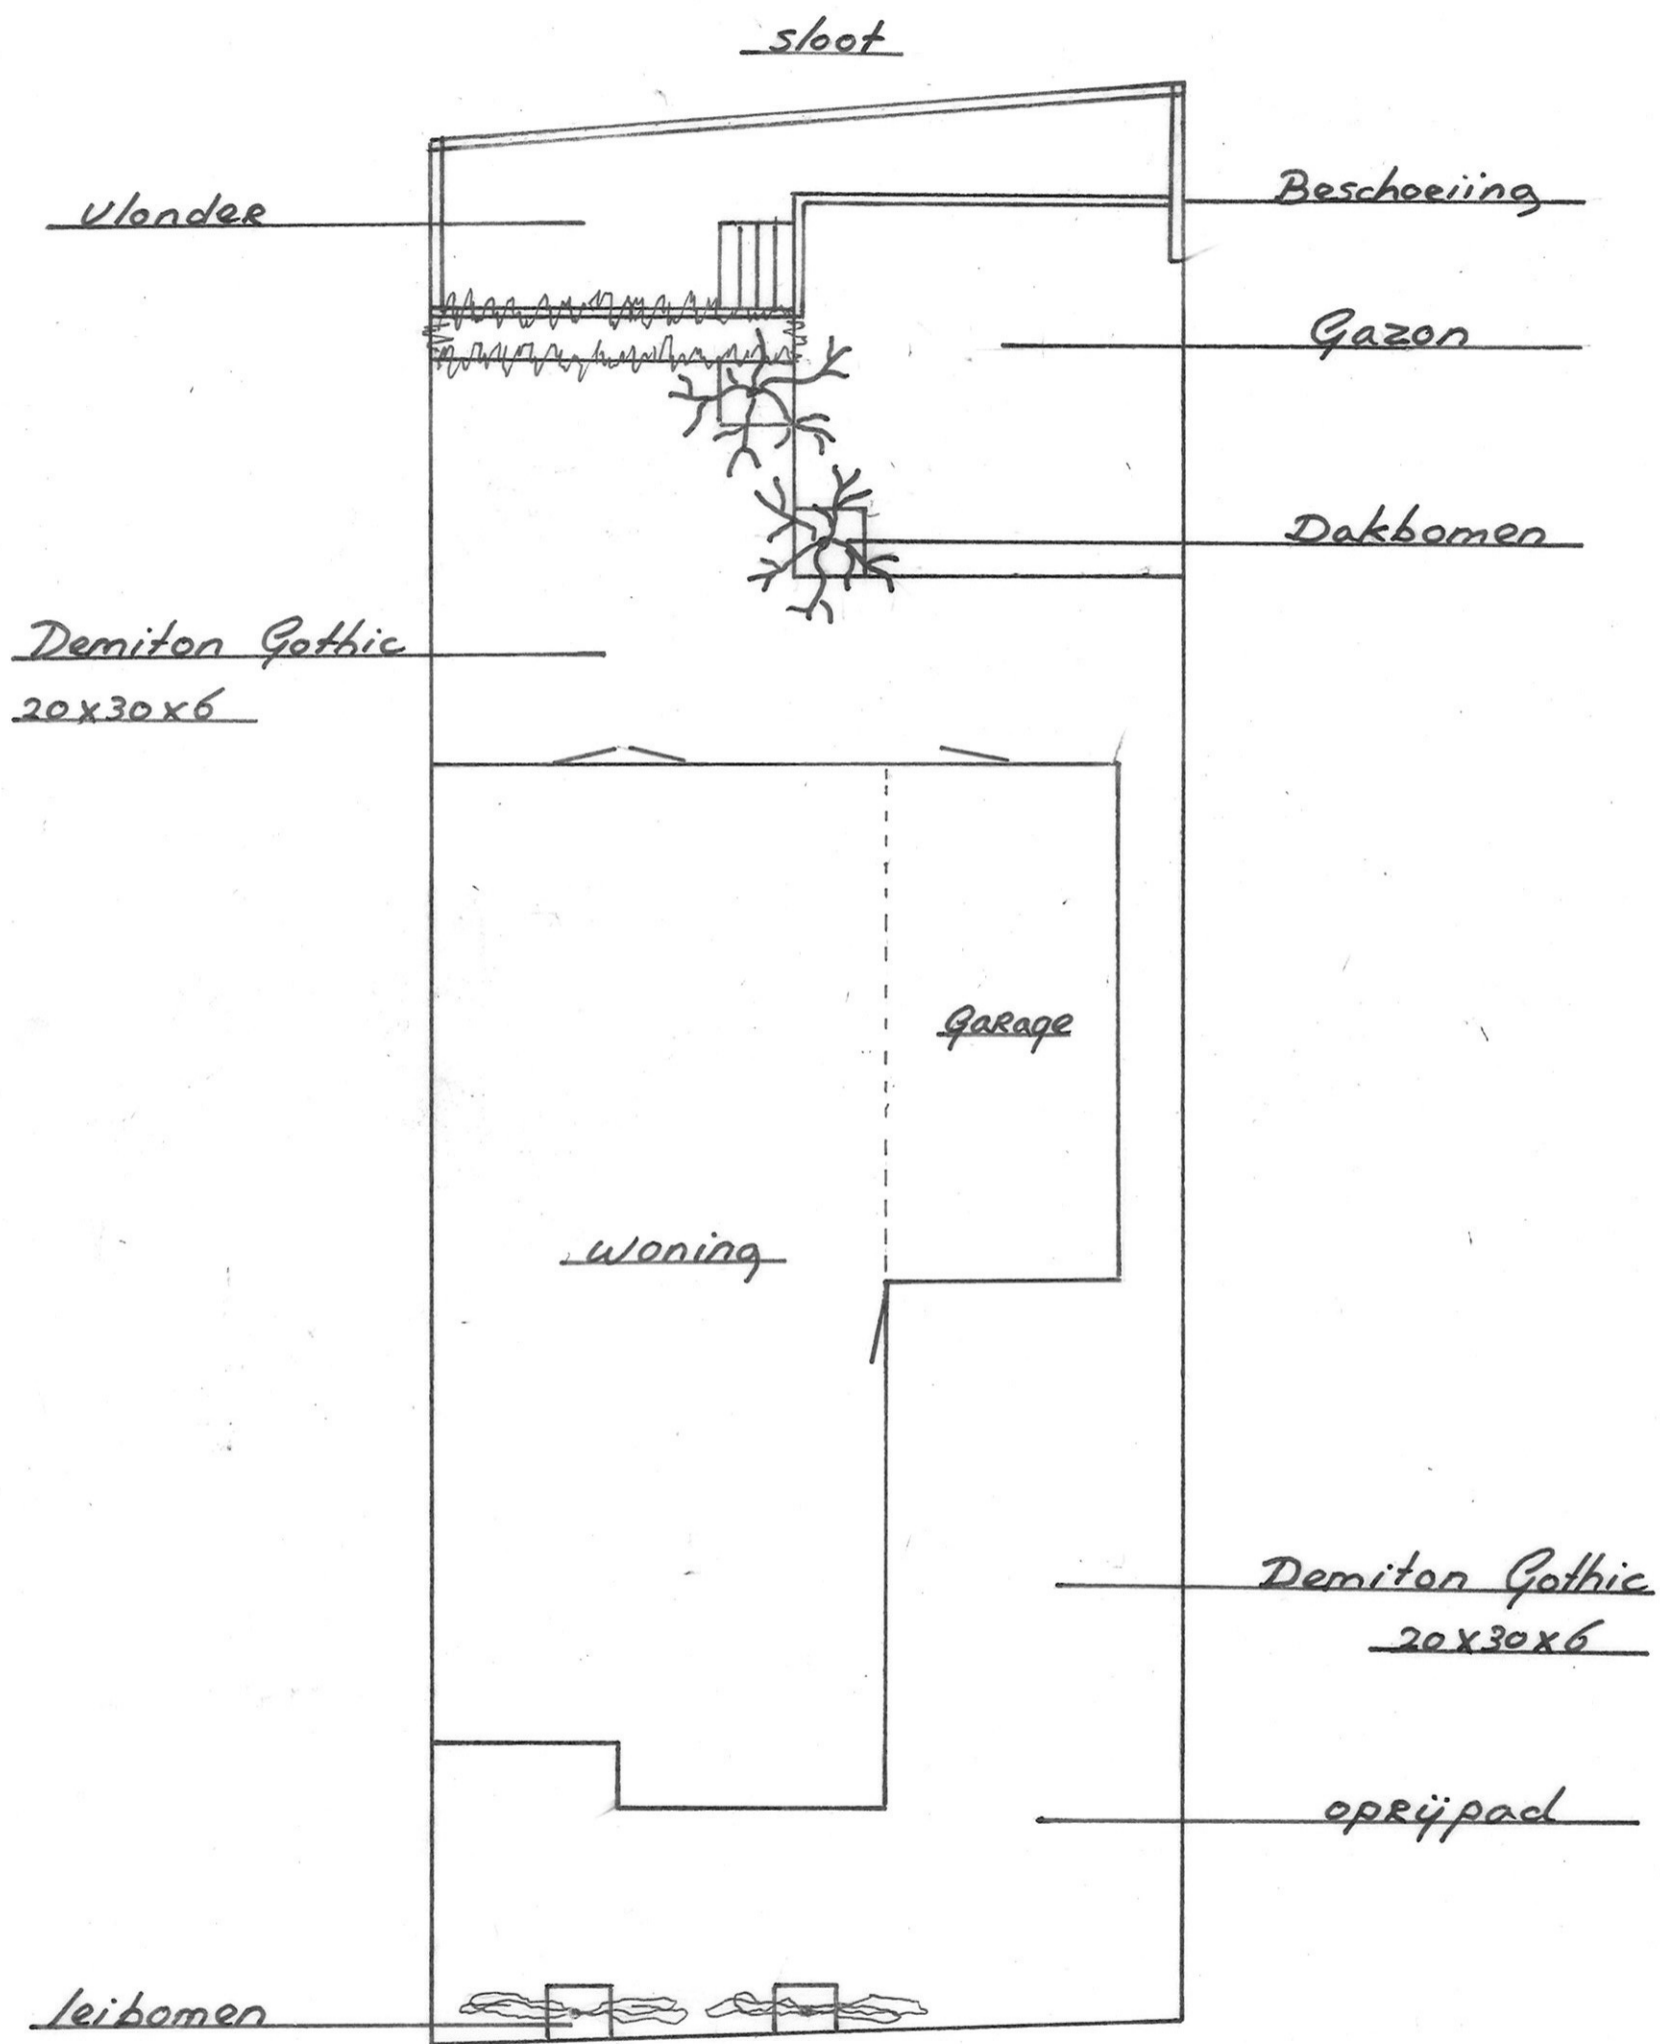 sloot
vlonder
Beschoeiing
Gazon
Dakbomen
Demiton Gothic
20x30x6
Garage
Woning
Demiton Gothic
20x30x6
oprijpad
leibomen